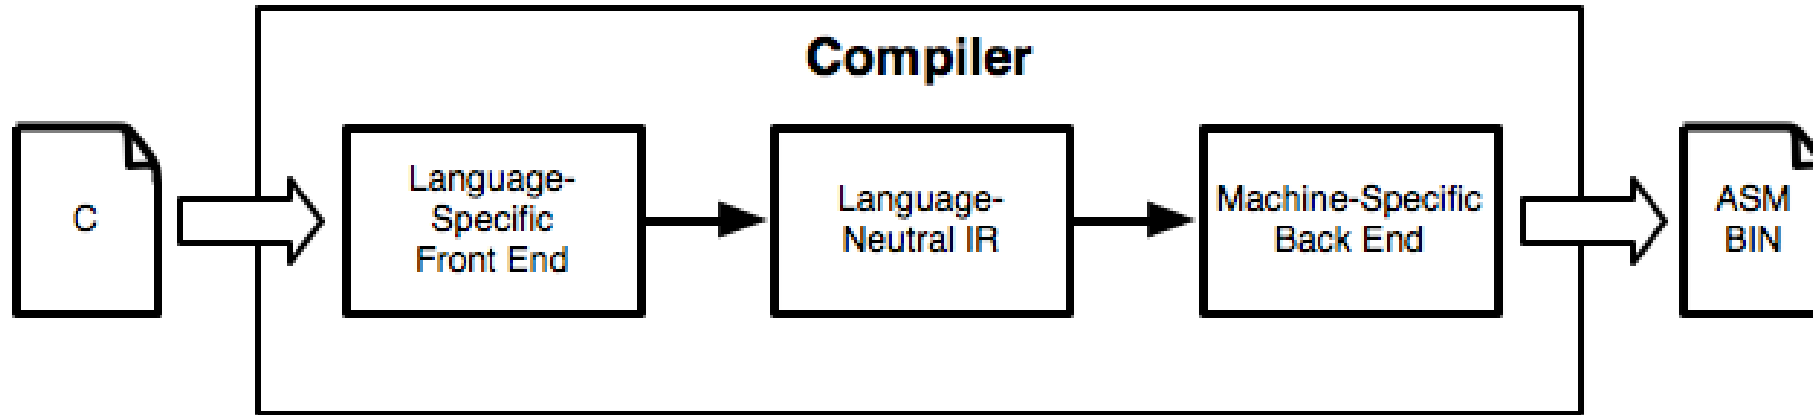 Compiler
C
Language-
Specific
Front End
Language-
Neutral IR
Machine-Specific
Back End
ASM
BIN